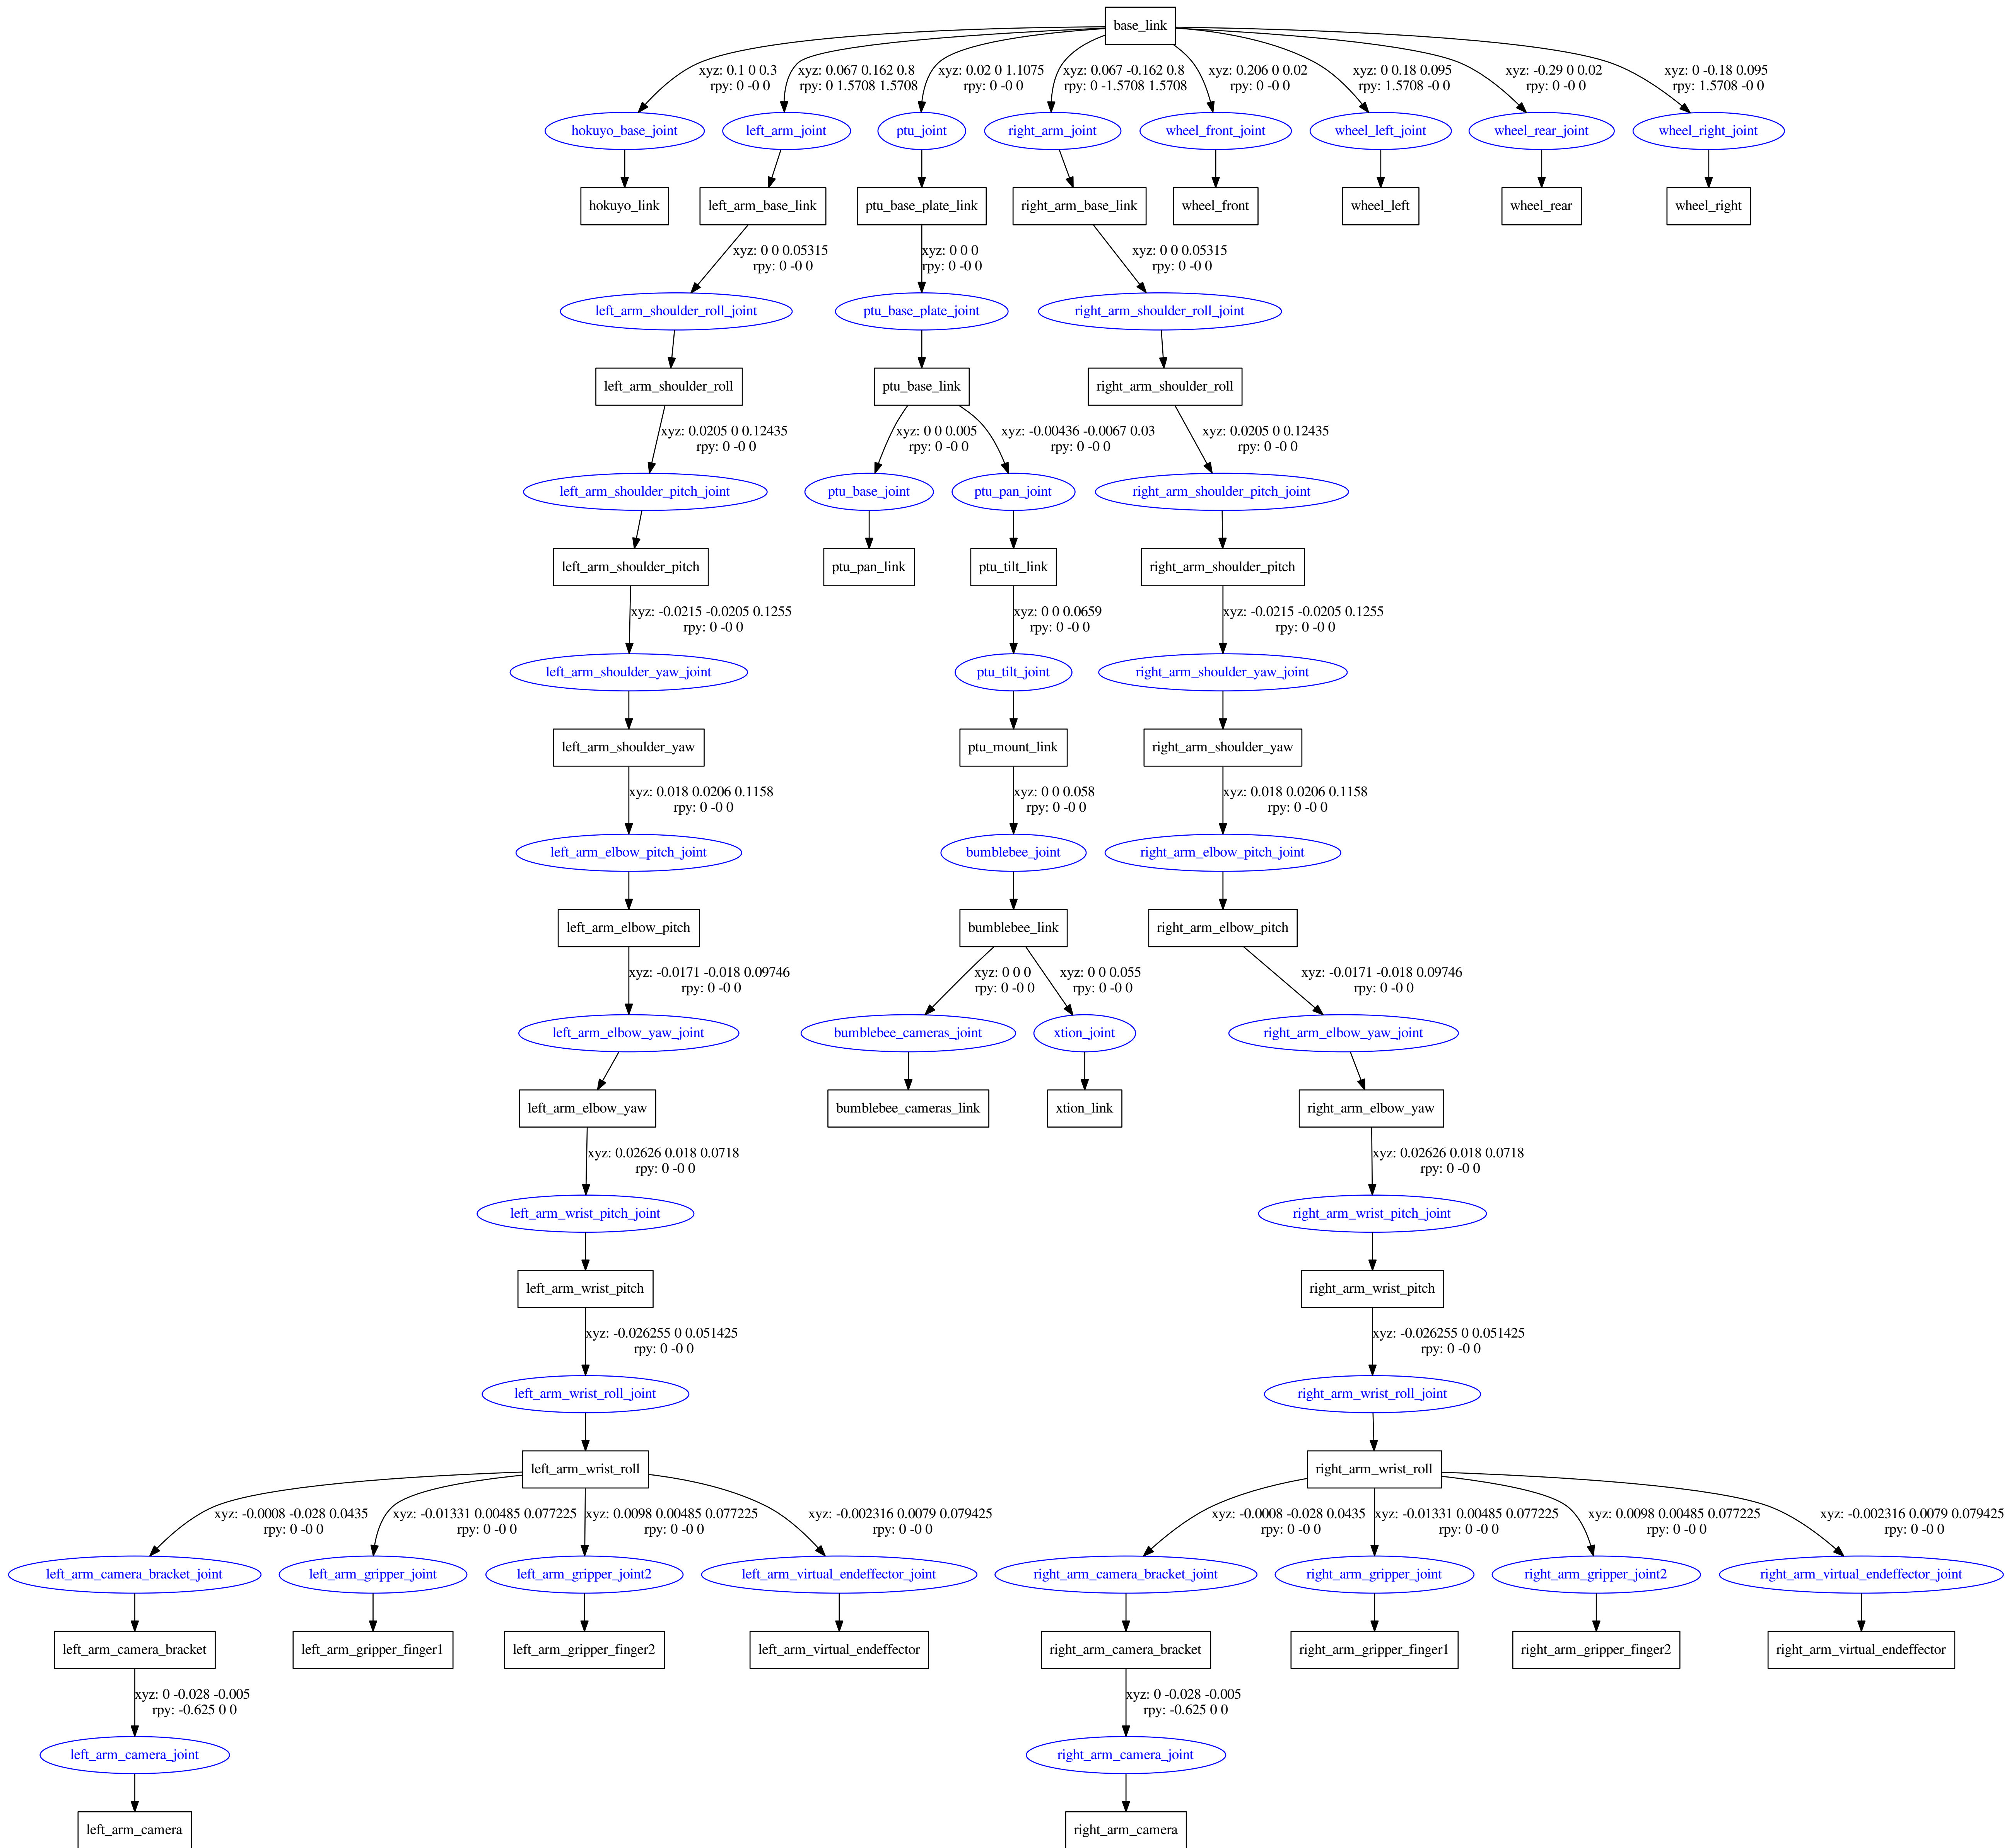 base_link
xyz: 0.1 0 0.3
rpy: 0 -0 0
xyz: 0.067 0.162 0.8
rpy: 0 1.5708 1.5708
xyz: 0.02 0 1.1075
rpy: 0 -0 0
xyz: 0.067 -0.162 0.8
rpy: 0 -1.5708 1.5708
xyz: 0.206 0 0.02
rpy: 0 -0 0
xyz: 0 0.18 0.095
rpy: 1.5708 -0 0
xyz: -0.29 0 0.02
rpy: 0 -0 0
xyz: 0 -0.18 0.095
rpy: 1.5708 -0 0
hokuyo_base_joint
left_arm_joint
ptu_joint
right_arm_joint
wheel_front_joint
wheel_left_joint
wheel_rear_joint
wheel_right_joint
hokuyo_link
left_arm_base_link
ptu_base_plate_link
right_arm_base_link
wheel_front
wheel_left
wheel_rear
wheel_right
xyz: 0 0 0.05315
rpy: 0 -0 0
xyz: 0 0 0
rpy: 0 -0 0
xyz: 0 0 0.05315
rpy: 0 -0 0
left_arm_shoulder_roll_joint
ptu_base_plate_joint
right_arm_shoulder_roll_joint
left_arm_shoulder_roll
ptu_base_link
right_arm_shoulder_roll
xyz: 0.0205 0 0.12435
rpy: 0 -0 0
xyz: 0 0 0.005
rpy: 0 -0 0
xyz: -0.00436 -0.0067 0.03
rpy: 0 -0 0
xyz: 0.0205 0 0.12435
rpy: 0 -0 0
left_arm_shoulder_pitch_joint
ptu_base_joint
ptu_pan_joint
right_arm_shoulder_pitch_joint
left_arm_shoulder_pitch
ptu_pan_link
ptu_tilt_link
right_arm_shoulder_pitch
xyz: -0.0215 -0.0205 0.1255
rpy: 0 -0 0
xyz: 0 0 0.0659
rpy: 0 -0 0
xyz: -0.0215 -0.0205 0.1255
rpy: 0 -0 0
left_arm_shoulder_yaw_joint
ptu_tilt_joint
right_arm_shoulder_yaw_joint
left_arm_shoulder_yaw
ptu_mount_link
right_arm_shoulder_yaw
xyz: 0.018 0.0206 0.1158
rpy: 0 -0 0
xyz: 0 0 0.058
rpy: 0 -0 0
xyz: 0.018 0.0206 0.1158
rpy: 0 -0 0
left_arm_elbow_pitch_joint
bumblebee_joint
right_arm_elbow_pitch_joint
left_arm_elbow_pitch
bumblebee_link
right_arm_elbow_pitch
xyz: -0.0171 -0.018 0.09746
rpy: 0 -0 0
xyz: 0 0 0
rpy: 0 -0 0
xyz: 0 0 0.055
rpy: 0 -0 0
xyz: -0.0171 -0.018 0.09746
rpy: 0 -0 0
left_arm_elbow_yaw_joint
bumblebee_cameras_joint
xtion_joint
right_arm_elbow_yaw_joint
left_arm_elbow_yaw
bumblebee_cameras_link
xtion_link
right_arm_elbow_yaw
xyz: 0.02626 0.018 0.0718
rpy: 0 -0 0
xyz: 0.02626 0.018 0.0718
rpy: 0 -0 0
left_arm_wrist_pitch_joint
right_arm_wrist_pitch_joint
left_arm_wrist_pitch
right_arm_wrist_pitch
xyz: -0.026255 0 0.051425
rpy: 0 -0 0
xyz: -0.026255 0 0.051425
rpy: 0 -0 0
left_arm_wrist_roll_joint
right_arm_wrist_roll_joint
left_arm_wrist_roll
right_arm_wrist_roll
xyz: -0.0008 -0.028 0.0435
rpy: 0 -0 0
xyz: -0.01331 0.00485 0.077225
rpy: 0 -0 0
xyz: 0.0098 0.00485 0.077225
rpy: 0 -0 0
xyz: -0.002316 0.0079 0.079425
rpy: 0 -0 0
xyz: -0.0008 -0.028 0.0435
rpy: 0 -0 0
xyz: -0.01331 0.00485 0.077225
rpy: 0 -0 0
xyz: 0.0098 0.00485 0.077225
rpy: 0 -0 0
xyz: -0.002316 0.0079 0.079425
rpy: 0 -0 0
left_arm_camera_bracket_joint
left_arm_gripper_joint
left_arm_gripper_joint2
left_arm_virtual_endeffector_joint
right_arm_camera_bracket_joint
right_arm_gripper_joint
right_arm_gripper_joint2
right_arm_virtual_endeffector_joint
left_arm_camera_bracket
left_arm_gripper_finger1
left_arm_gripper_finger2
left_arm_virtual_endeffector
right_arm_camera_bracket
right_arm_gripper_finger1
right_arm_gripper_finger2
right_arm_virtual_endeffector
xyz: 0 -0.028 -0.005
rpy: -0.625 0 0
xyz: 0 -0.028 -0.005
rpy: -0.625 0 0
left_arm_camera_joint
right_arm_camera_joint
left_arm_camera
right_arm_camera